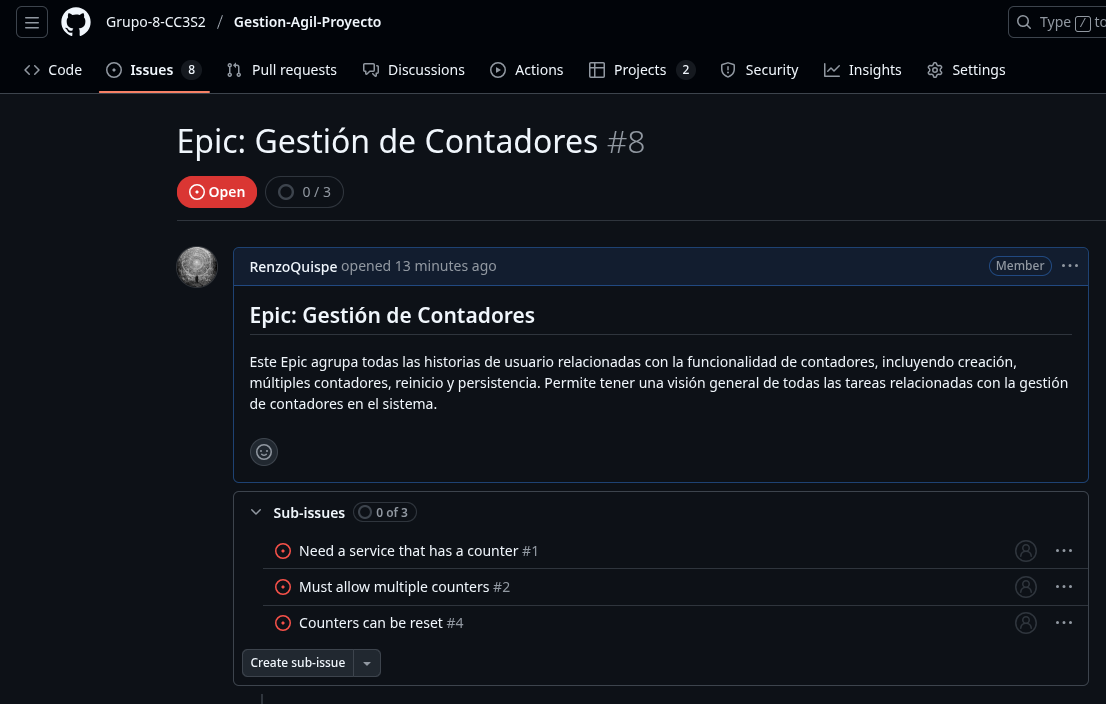 Grupo-8-CC3S2 / Gestion-Agil-Proyecto
Type / to
Code Issues 8 Pull requests Discussions Actions Projects 2 Security Insights Settings
Epic: Gestión de Contadores #8
Open 0 / 3
RenzoQuispe opened 13 minutes ago Member
Epic: Gestión de Contadores
Este Epic agrupa todas las historias de usuario relacionadas con la funcionalidad de contadores, incluyendo creación,
múltiples contadores, reinicio y persistencia. Permite tener una visión general de todas las tareas relacionadas con la gestión
de contadores en el sistema.
Sub-issues 0 of 3
Need a service that has a counter #1
Must allow multiple counters #2
Counters can be reset #4
Create sub-issue